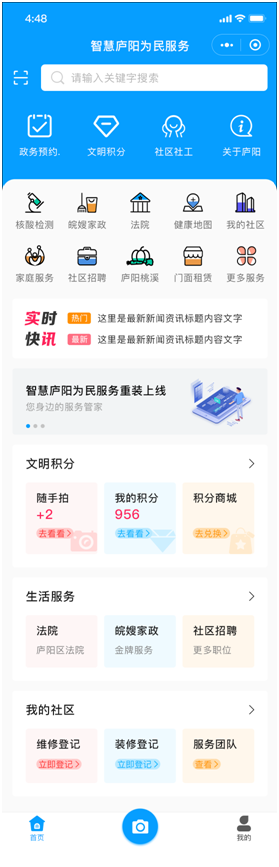 4:48
智慧庐阳为民服务
请输入关键字搜索
政务预约.
文明积分
社区社工
关于庐阳
核酸检测
皖嫂家政
法院
健康地图
我的社区
家庭服务
社区招聘
庐阳桃溪
门面租赁
更多服务
实时
快讯
热门
这里是最新新闻资讯标题内容文字
最新
这里是最新新闻资讯标题内容文字
智慧庐阳为民服务重装上线
您身边的服务管家
文明积分
随手拍
+2
去看看
我的积分
956
去看看
积分商城
去兑换
生活服务
法院
庐阳区法院
皖嫂家政
金牌服务
社区招聘
更多职位
我的社区
维修登记
立即登记
装修登记
立即登记
服务团队
查看
首页
我的